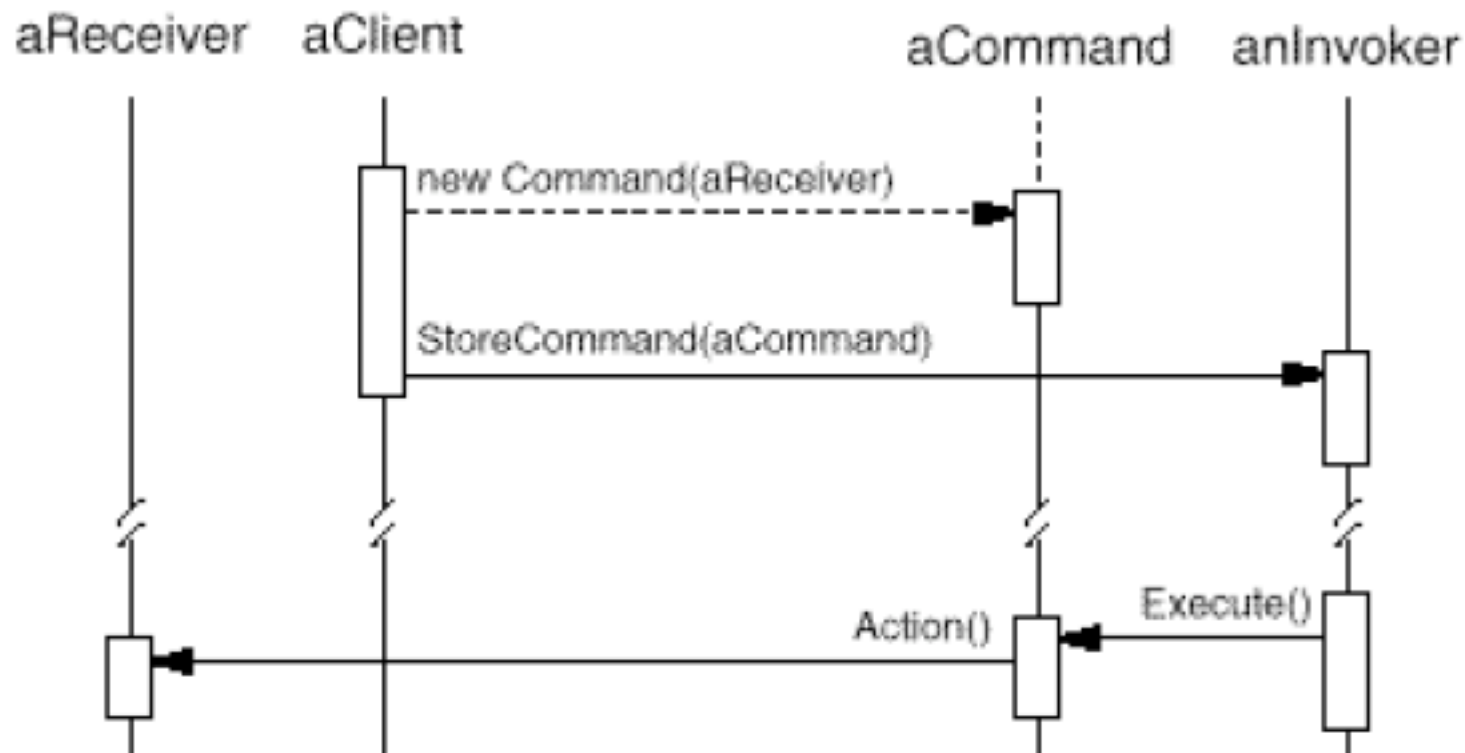 aReceiver
aClient
aCommand
anInvoker
new Command(aReceiver)
StoreCommand(aCommand)
Execute()
Action()